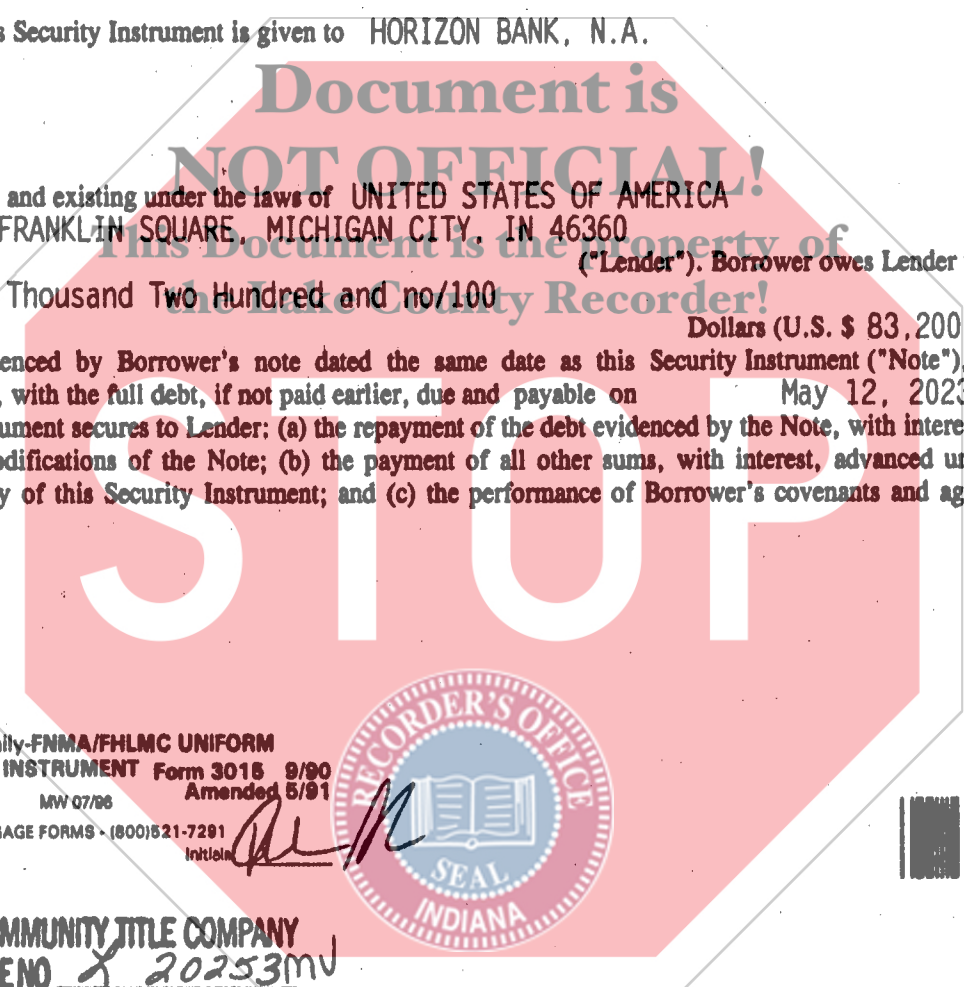 s Security Instrument is given to HORIZON BANK, N.A.
Document is
NOT OFFICIAL!
and existing under the laws of UNITED STATES OF AMERICA
FRANKLIN SQUARE, MICHIGAN CITY, IN 46360
This Document is the property of
("Lender"). Borrower owes Lender
Thousand Two Hundred and no/100
the Lake County Recorder!
Dollars (U.S. $ 83,200
enced by Borrower's note dated the same date as this Security Instrument ("Note"),
, with the full debt, if not paid earlier, due and payable on May 12, 2023
ument secures to Lender: (a) the repayment of the debt evidenced by the Note, with intere
odifications of the Note; (b) the payment of all other sums, with interest, advanced un
y of this Security Instrument; and (c) the performance of Borrower's covenants and ag
STOP
ily-FNMA/FHLMC UNIFORM
INSTRUMENT Form 3015 9/90
Amended 5/91
MW 07/96
GAGE FORMS - (800)521-7291
Initials
RECORDER'S OFFICE
SEAL
INDIANA
MMUNITY TITLE COMPANY
E NO X 20253MV